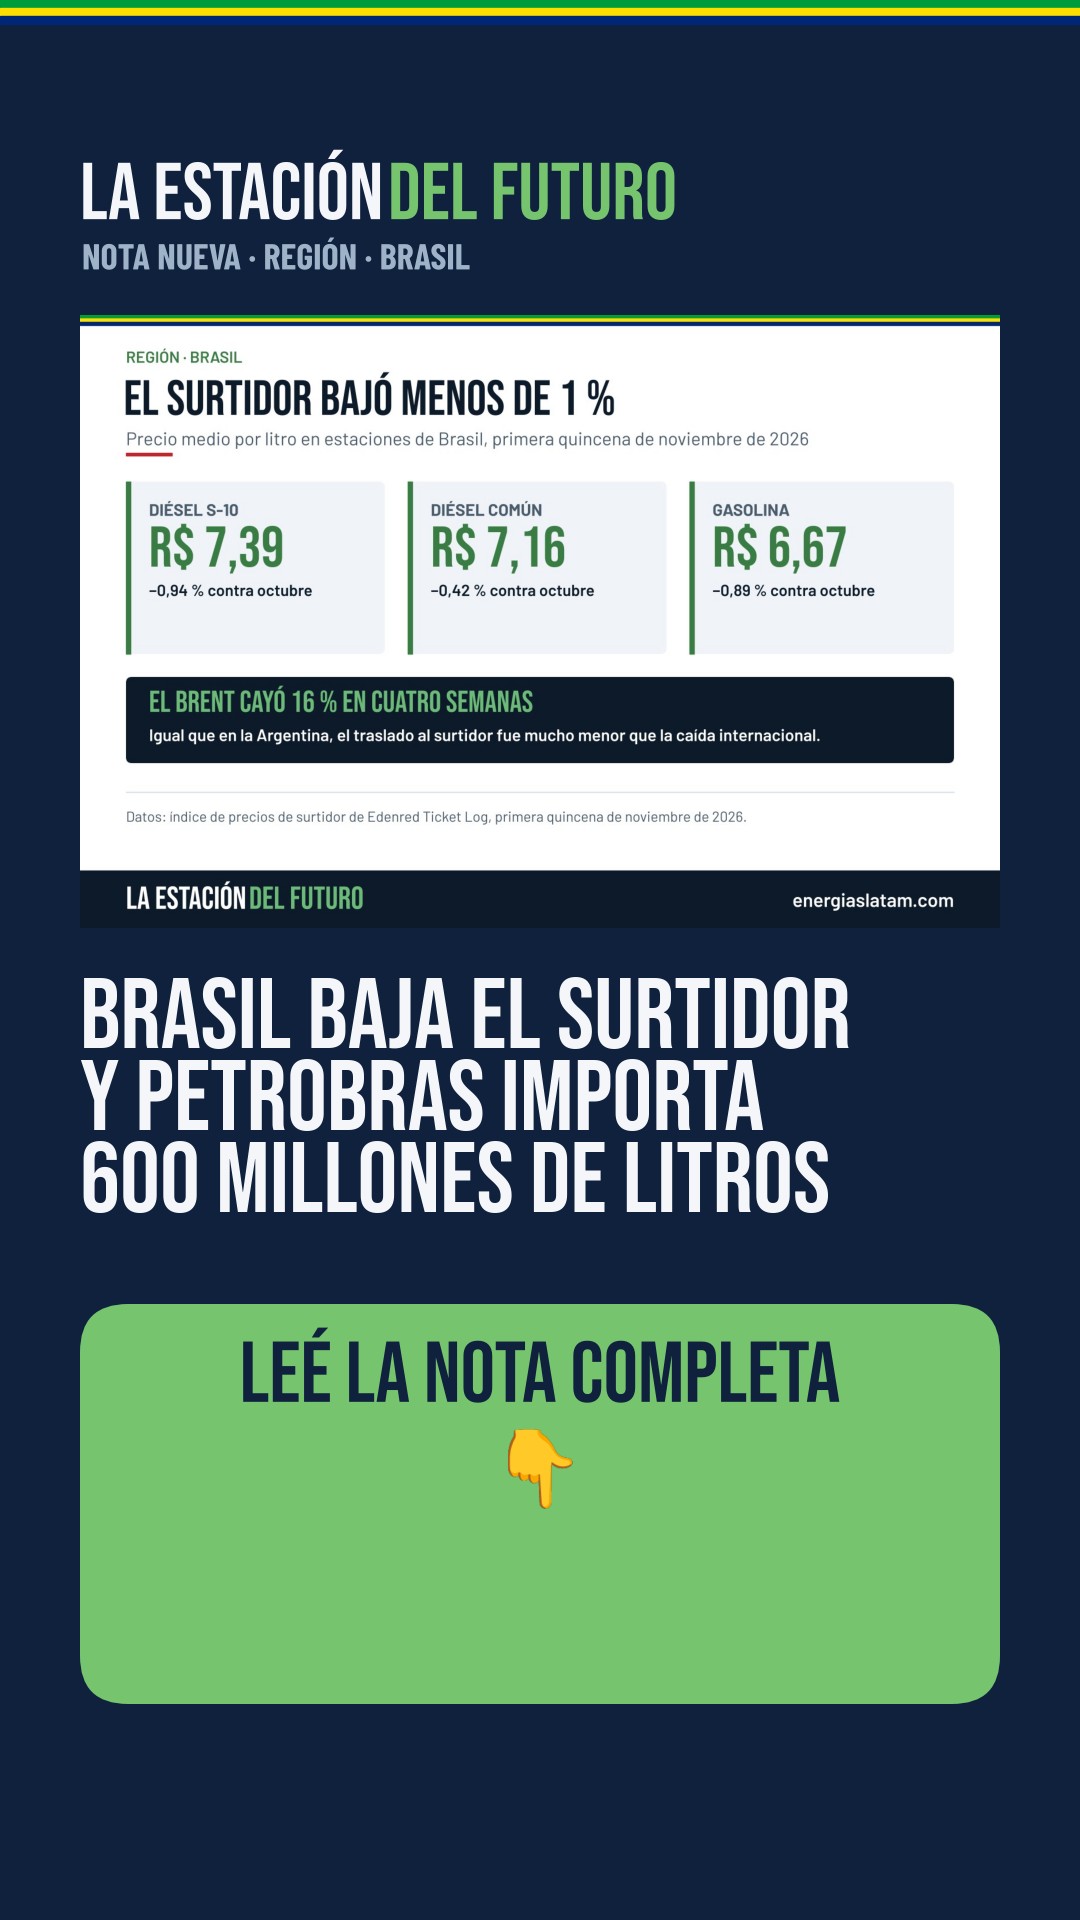 LA ESTACIÓN DEL FUTURO
NOTA NUEVA · REGIÓN · BRASIL
REGIÓN · BRASIL
EL SURTIDOR BAJÓ MENOS DE 1 %
Precio medio por litro en estaciones de Brasil, primera quincena de noviembre de 2026
DIÉSEL S-10
R$ 7,39
−0,94 % contra octubre
DIÉSEL COMÚN
R$ 7,16
−0,42 % contra octubre
GASOLINA
R$ 6,67
−0,89 % contra octubre
EL BRENT CAYÓ 16 % EN CUATRO SEMANAS
Igual que en la Argentina, el traslado al surtidor fue mucho menor que la caída internacional.
Datos: índice de precios de surtidor de Edenred Ticket Log, primera quincena de noviembre de 2026.
LA ESTACIÓN DEL FUTURO
energiaslatam.com
BRASIL BAJA EL SURTIDOR
Y PETROBRAS IMPORTA
600 MILLONES DE LITROS
LEÉ LA NOTA COMPLETA